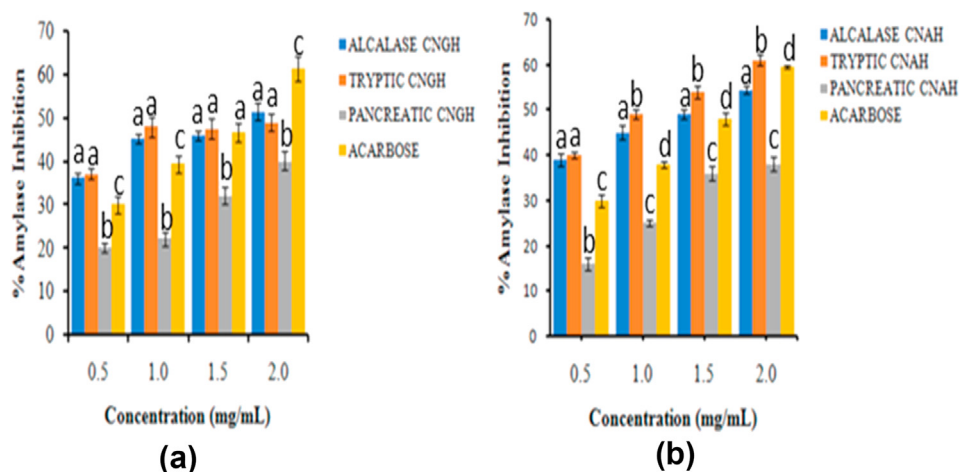 % Amylase Inhibition
70
60
50
40
30
20
10
0
a a b c
a a b c
a a b a
a a b c
0.5 1.0 1.5 2.0
Concentration (mg/mL)
ALCALASE CNGH
TRYPTIC CNGH
PANCREATIC CNGH
ACARBOSE
(a)
% Amylase Inhibition
70
60
50
40
30
20
10
0
a a b c
a b c d
a b c d
a b c d
0.5 1.0 1.5 2.0
Concentration (mg/mL)
ALCALASE CNAH
TRYPTIC CNAH
PANCREATIC CNAH
ACARBOSE
(b)